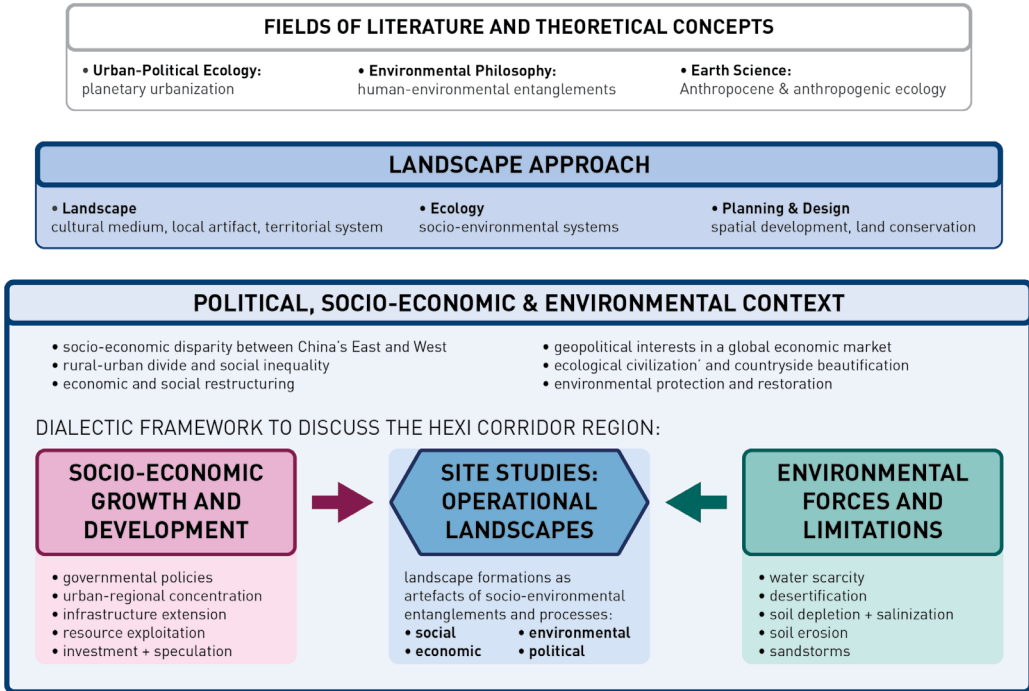 FIELDS OF LITERATURE AND THEORETICAL CONCEPTS
• Urban-Political Ecology:
planetary urbanization
• Environmental Philosophy:
human-environmental entanglements
• Earth Science:
Anthropocene & anthropogenic ecology
LANDSCAPE APPROACH
• Landscape
cultural medium, local artifact, territorial system
• Ecology
socio-environmental systems
• Planning & Design
spatial development, land conservation
POLITICAL, SOCIO-ECONOMIC & ENVIRONMENTAL CONTEXT
• socio-economic disparity between China's East and West
• rural-urban divide and social inequality
• economic and social restructuring
• geopolitical interests in a global economic market
• ecological civilization' and countryside beautification
• environmental protection and restoration
DIALECTIC FRAMEWORK TO DISCUSS THE HEXI CORRIDOR REGION:
SOCIO-ECONOMIC
GROWTH AND
DEVELOPMENT
• governmental policies
• urban-regional concentration
• infrastructure extension
• resource exploitation
• investment + speculation
SITE STUDIES:
OPERATIONAL
LANDSCAPES
landscape formations as
artefacts of socio-environmental
entanglements and processes:
• social • environmental
• economic • political
ENVIRONMENTAL
FORCES AND
LIMITATIONS
• water scarcity
• desertification
• soil depletion + salinization
• soil erosion
• sandstorms